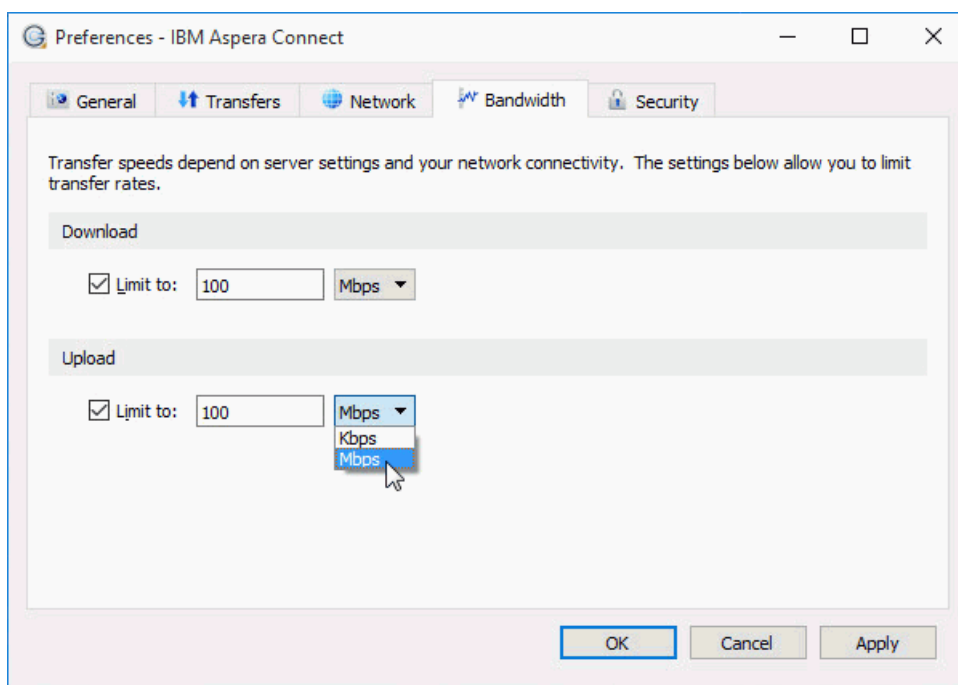 Preferences - IBM Aspera Connect
General Transfers Network Bandwidth Security
Transfer speeds depend on server settings and your network connectivity. The settings below allow you to limit
transfer rates.
Download
Limit to: 100 Mbps
Upload
Limit to: 100 Mbps
Kbps
Mbps
OK Cancel Apply